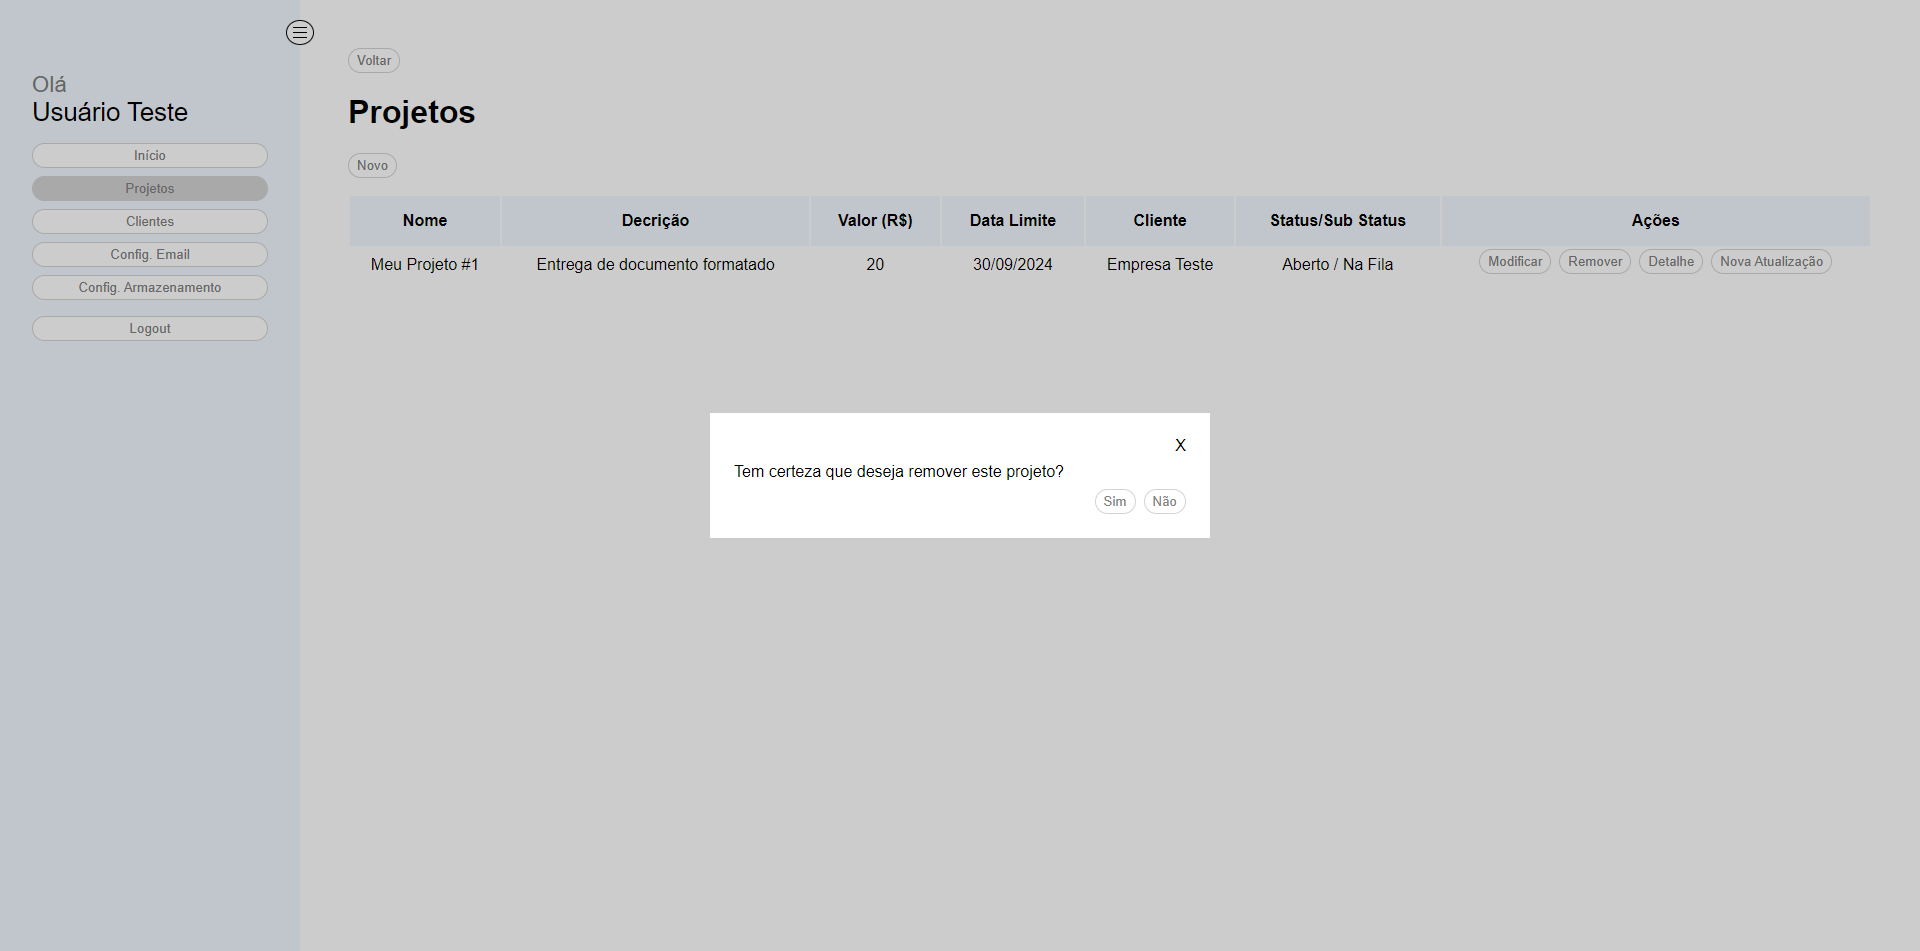 Olá
Usuário Teste
Início
Projetos
Clientes
Config. Email
Config. Armazenamento
Logout
Voltar
Projetos
Novo
Nome Decrição Valor (R$) Data Limite Cliente Status/Sub Status Ações
Meu Projeto #1 Entrega de documento formatado 20 30/09/2024 Empresa Teste Aberto / Na Fila Modificar Remover Detalhe Nova Atualização
X
Tem certeza que deseja remover este projeto?
Sim Não